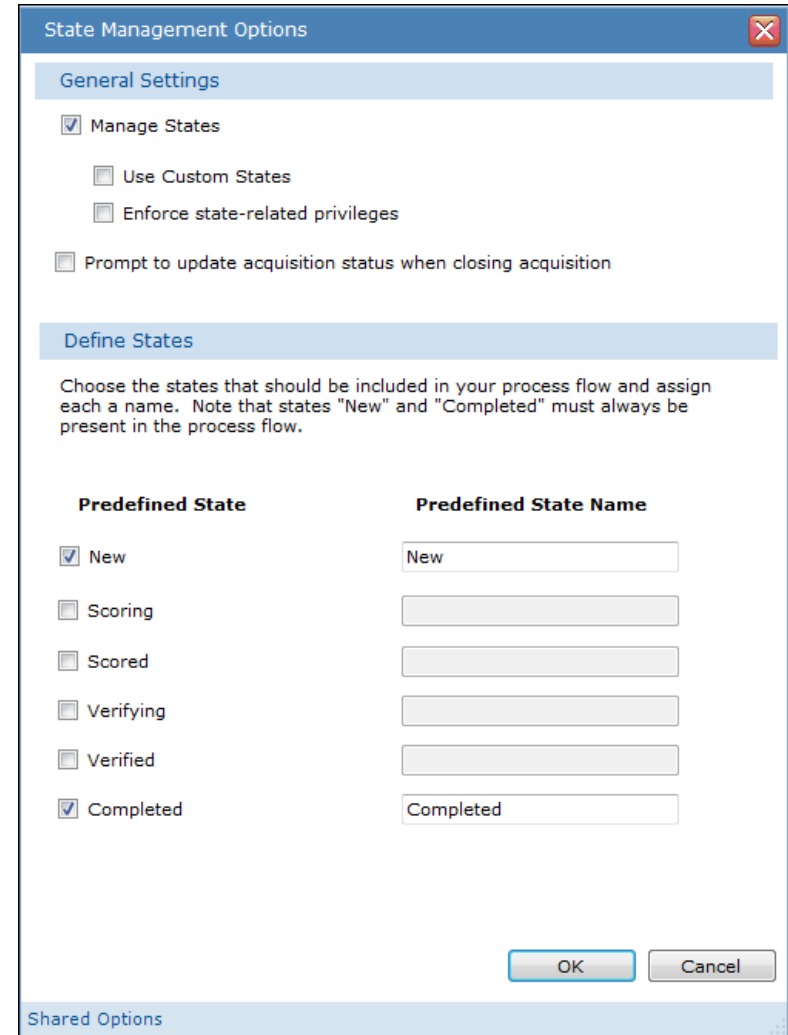 State Management Options
General Settings
Manage States
Use Custom States
Enforce state-related privileges
Prompt to update acquisition status when closing acquisition
Define States
Choose the states that should be included in your process flow and assign
each a name.  Note that states "New" and "Completed" must always be
present in the process flow.
Predefined State Predefined State Name
New New
Scoring
Scored
Verifying
Verified
Completed Completed
OK Cancel
Shared Options